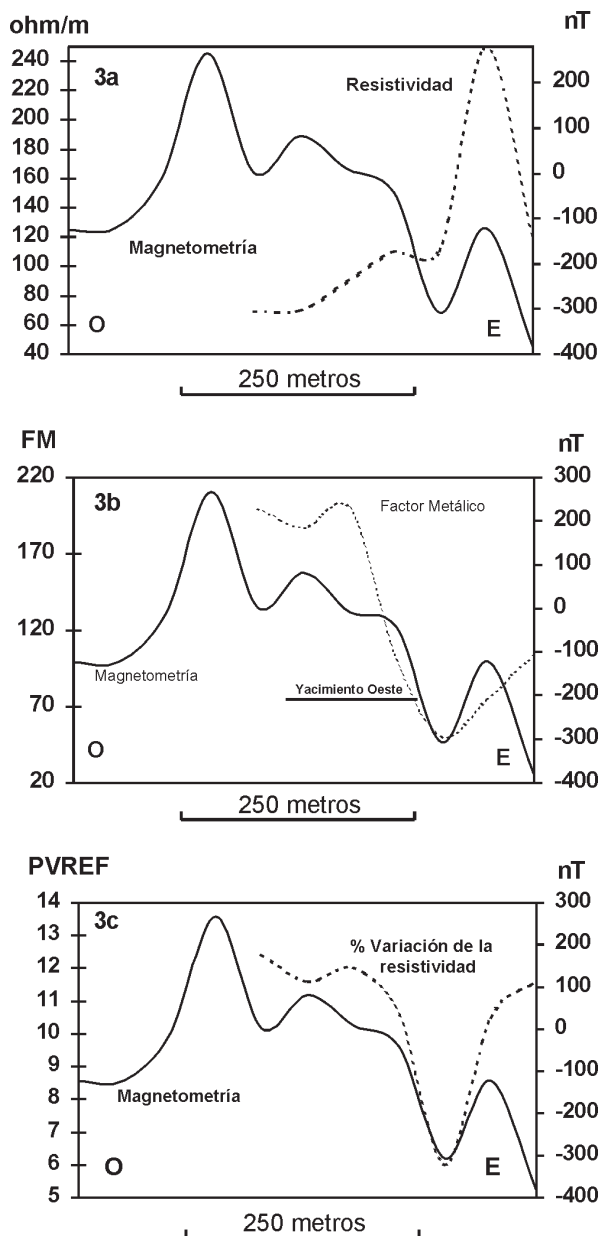 ohm/m
nT
240
220
200
180
160
140
120
100
80
60
40
3a
Resistividad
Magnetometría
O
E
200
100
0
-100
-200
-300
-400
250 metros
FM
nT
220
170
120
70
20
3b
Factor Metálico
Magnetometría
Yacimiento Oeste
O
E
300
200
100
0
-100
-200
-300
-400
250 metros
PVREF
nT
14
13
12
11
10
9
8
7
6
5
3c
% Variación de la
resistividad
Magnetometría
O
E
300
200
100
0
-100
-200
-300
-400
250 metros